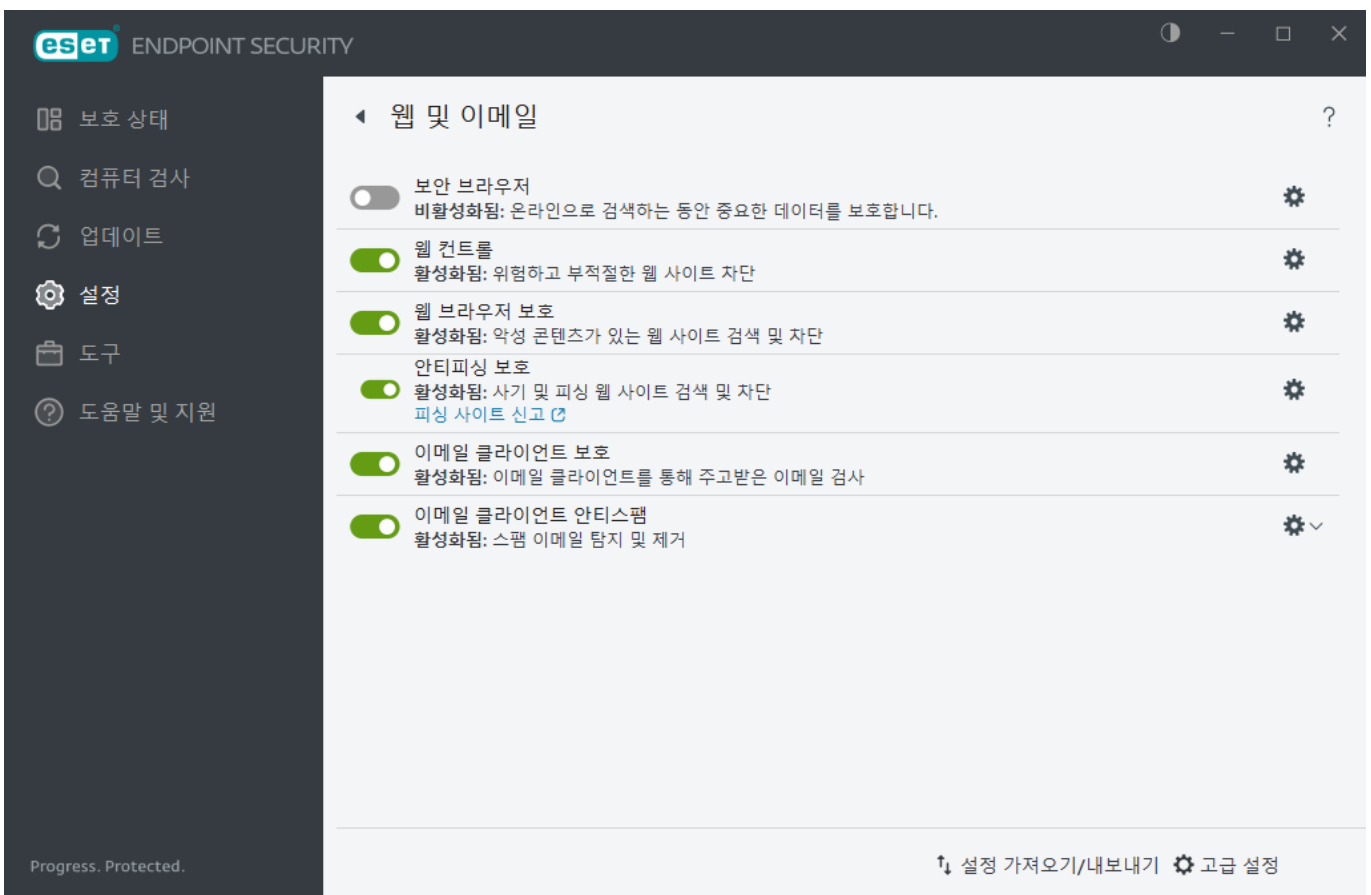 eset ENDPOINT SECURITY
보호 상태
컴퓨터 검사
업데이트
설정
도구
도움말 및 지원
Progress. Protected.
웹 및 이메일
?
보안 브라우저
비활성화됨: 온라인으로 검색하는 동안 중요한 데이터를 보호합니다.
웹 컨트롤
활성화됨: 위험하고 부적절한 웹 사이트 차단
웹 브라우저 보호
활성화됨: 악성 콘텐츠가 있는 웹 사이트 검색 및 차단
안티피싱 보호
활성화됨: 사기 및 피싱 웹 사이트 검색 및 차단
피싱 사이트 신고
이메일 클라이언트 보호
활성화됨: 이메일 클라이언트를 통해 주고받은 이메일 검사
이메일 클라이언트 안티스팸
활성화됨: 스팸 이메일 탐지 및 제거
설정 가져오기/내보내기 고급 설정